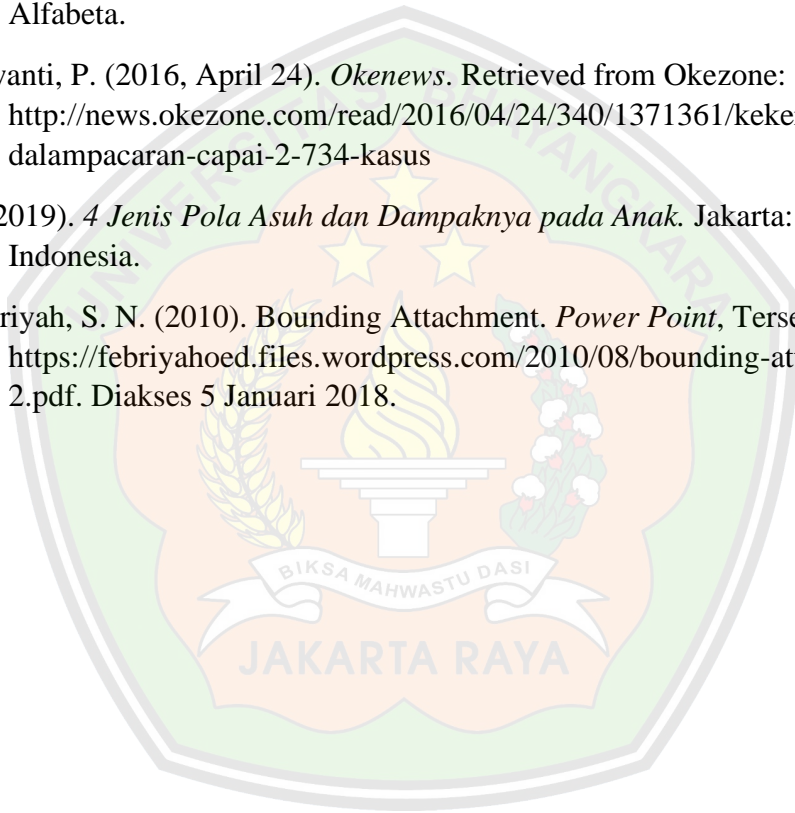 Alfabeta.
anti, P. (2016, April 24). Okenews. Retrieved from Okezone:
http://news.okezone.com/read/2016/04/24/340/1371361/keke
dalampacaran-capai-2-734-kasus
2019). 4 Jenis Pola Asuh dan Dampaknya pada Anak. Jakarta:
Indonesia.
riyah, S. N. (2010). Bounding Attachment. Power Point, Terse
https://febriyahoed.files.wordpress.com/2010/08/bounding-at
2.pdf. Diakses 5 Januari 2018.
UNIVERSITAS BHAYANGKARA
BIKSA MAHWASTU DASI
JAKARTA RAYA